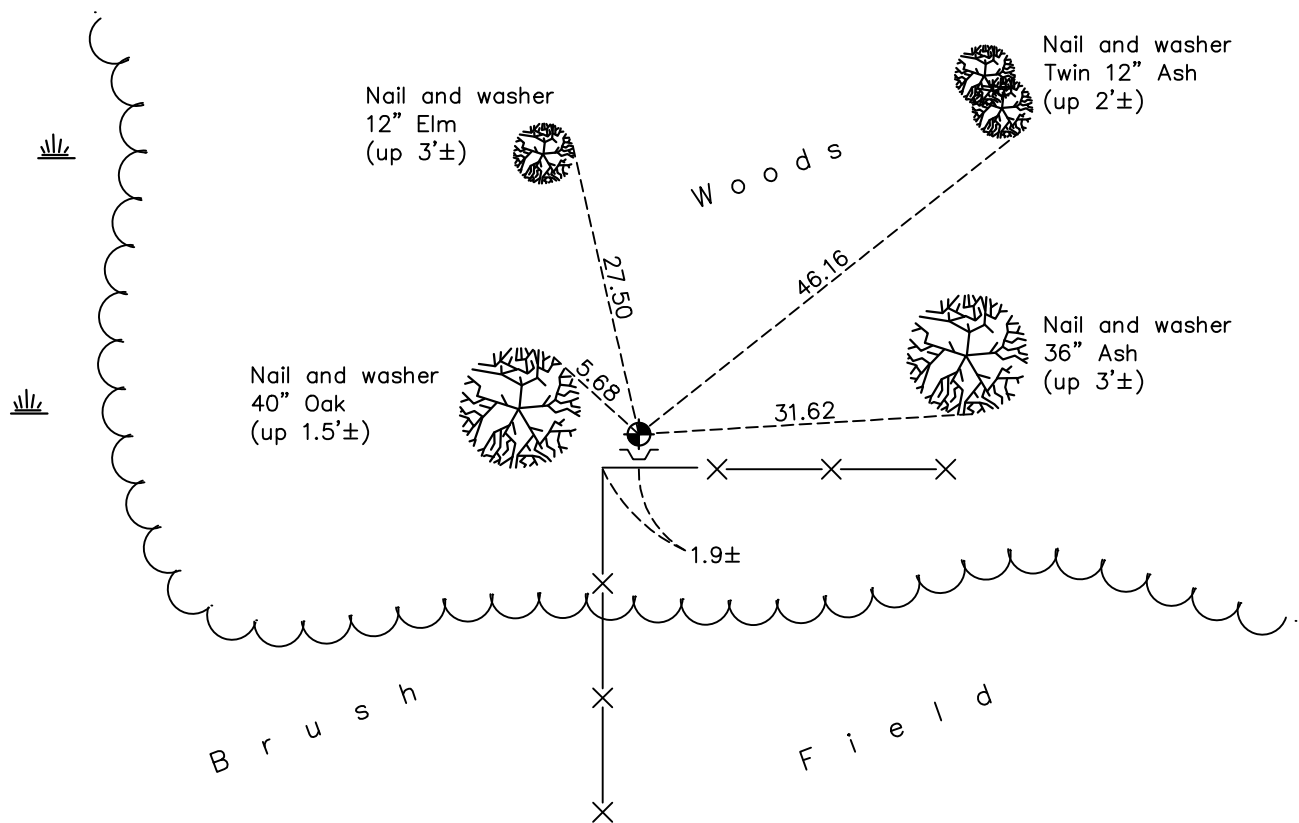 Nail and washer
Twin 12” Ash
(up 2’±)
Nail and washer
12” Elm
(up 3’±)
Woods
27.50
46.16
Nail and washer
36” Ash
(up 3’±)
Nail and washer
40” Oak
(up 1.5’±)
5.68
31.62
1.9±
Brush
Field